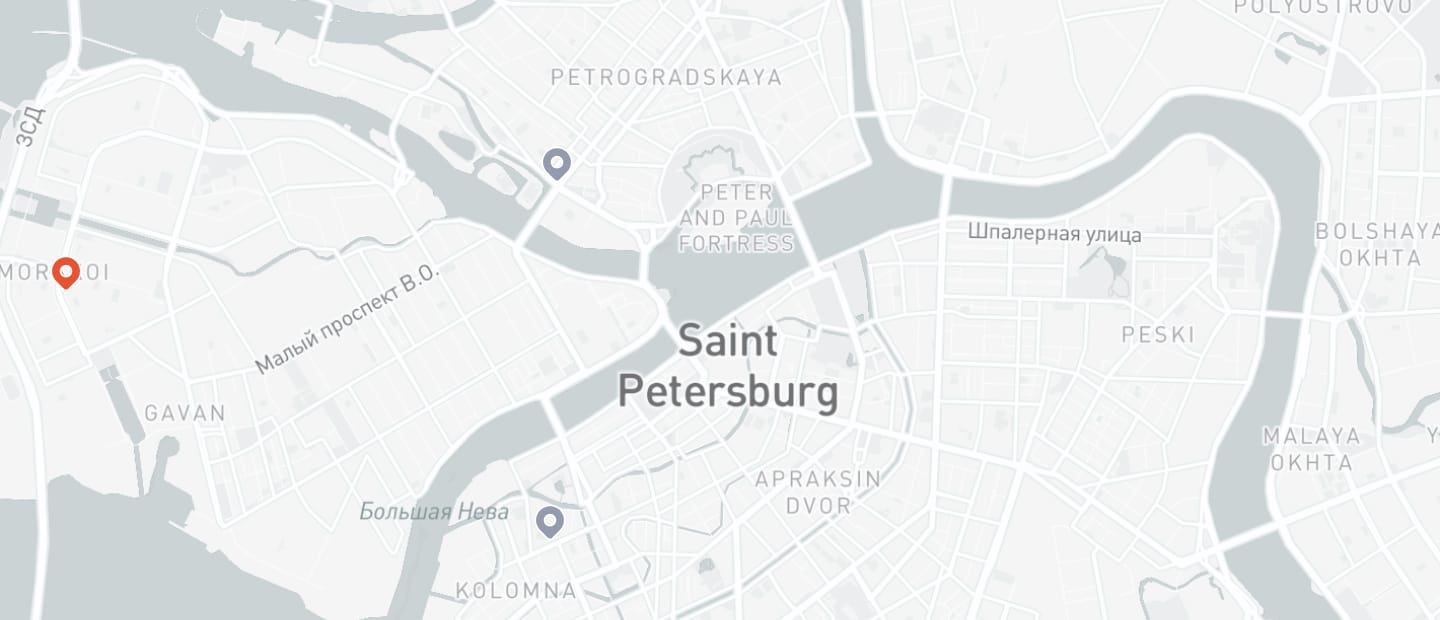 POLYUSTROVO
PETROGRADSKAYA
ЗСД
PETER
AND PAUL
FORTRESS
Шпалерная улица
BOLSHAYA
OKHTA
Малый проспект В.О.
PESKI
Saint
Petersburg
GAVAN
MALAYA
OKHTA
APRAKSIN
DVOR
Большая Нева
KOLOMNA